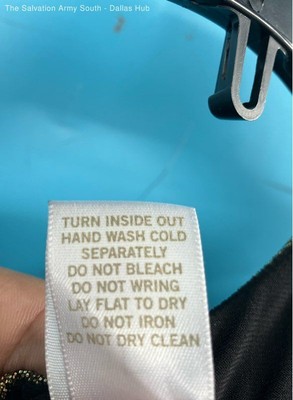 The Salvation Army South - Dallas Hub
TURN INSIDE OUT
HAND WASH COLD
SEPARATELY
DO NOT BLEACH
DO NOT WRING
LAY FLAT TO DRY
DO NOT IRON
DO NOT DRY CLEAN